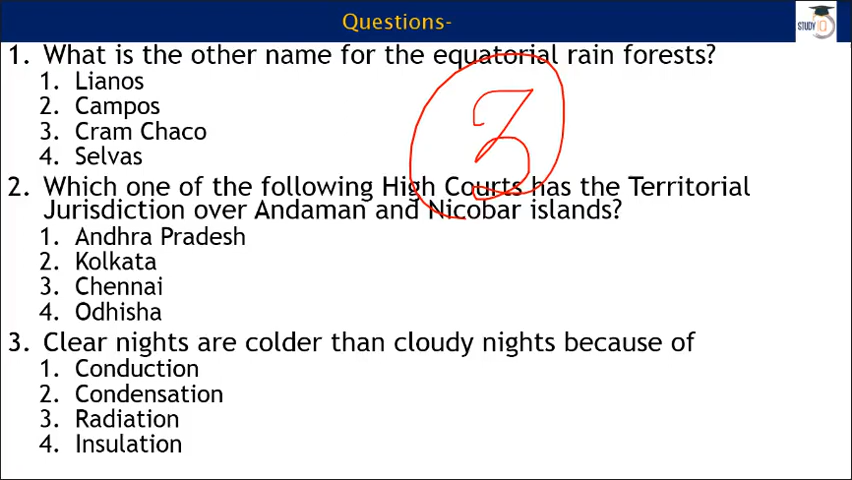 Questions-
STUDY IQ
1. What is the other name for the equatorial rain forests?
1. Lianos
2. Campos
3. Cram Chaco
4. Selvas
3
2. Which one of the following High Courts has the Territorial
Jurisdiction over Andaman and Nicobar islands?
1. Andhra Pradesh
2. Kolkata
3. Chennai
4. Odhisha
3. Clear nights are colder than cloudy nights because of
1. Conduction
2. Condensation
3. Radiation
4. Insulation